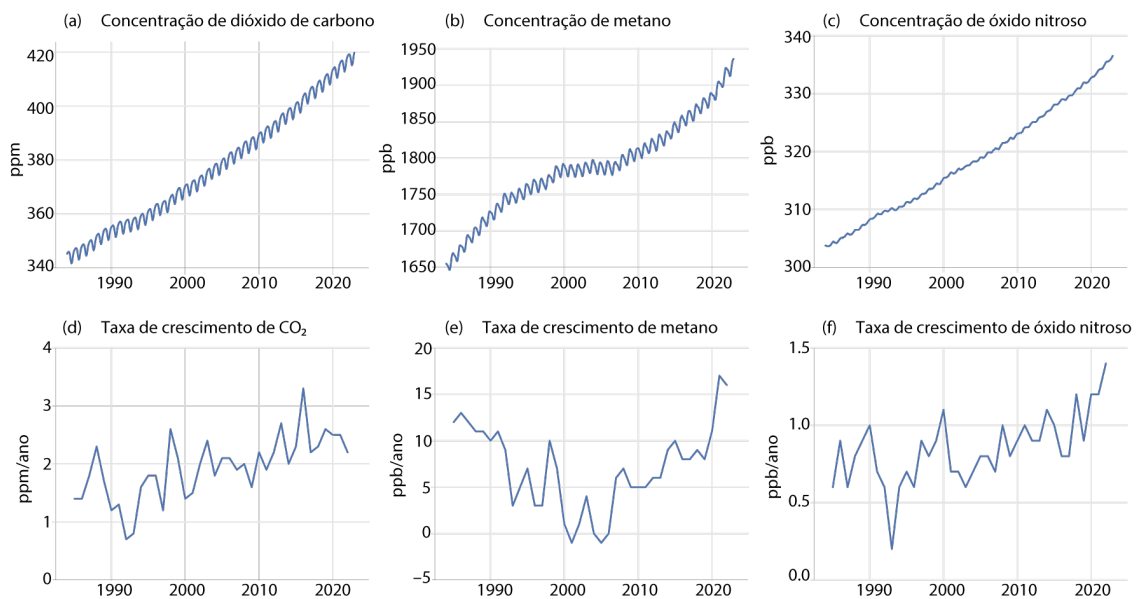 (a) Concentração de dióxido de carbono
420
400
380
360
340
ppm
1990 2000 2010 2020
(b) Concentração de metano
1950
1900
1850
1800
1750
1700
1650
ppb
1990 2000 2010 2020
(c) Concentração de óxido nitroso
340
330
320
310
300
ppb
1990 2000 2010 2020
(d) Taxa de crescimento de CO₂
4
3
2
1
0
ppm/ano
1990 2000 2010 2020
(e) Taxa de crescimento de metano
20
15
10
5
0
−5
ppb/ano
1990 2000 2010 2020
(f) Taxa de crescimento de óxido nitroso
1.5
1.0
0.5
0.0
ppb/ano
1990 2000 2010 2020